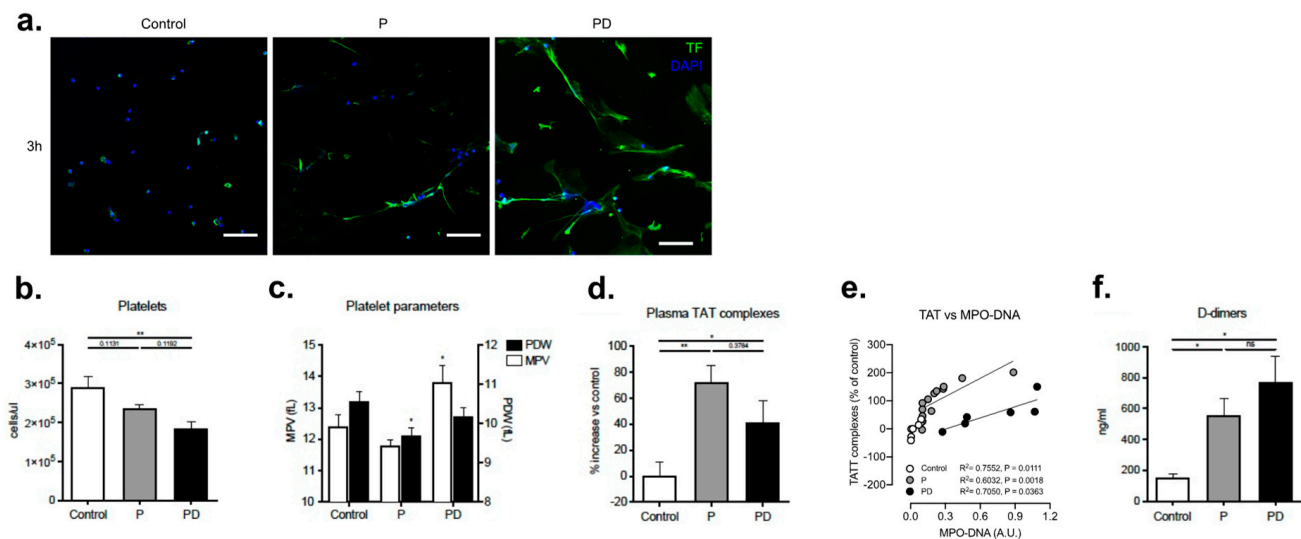 a.
Control P PD
TF
DAPI
3h
b.
Platelets
**
0.1131 0.1192
4×10⁵
3×10⁵
2×10⁵
1×10⁵
0
cells/ul
Control P PD
c.
Platelet parameters
15
14
13
12
11
10
MPV (fL)
PDW
MPV
*
*
12
11
10
9
8
PDW (fL)
Control P PD
d.
Plasma TAT complexes
*
** 0.3784
100
80
60
40
20
0
-20
% increase vs control
Control P PD
e.
TAT vs MPO-DNA
200
100
0
-100
-200
TATT complexes (% of control)
Control R²= 0.7552, P = 0.0111
P R²= 0.6032, P = 0.0018
PD R²= 0.7050, P = 0.0363
0.0 0.3 0.6 0.9 1.2
MPO-DNA (A.U.)
f.
D-dimers
*
* ns
1000
800
600
400
200
0
ng/ml
Control P PD